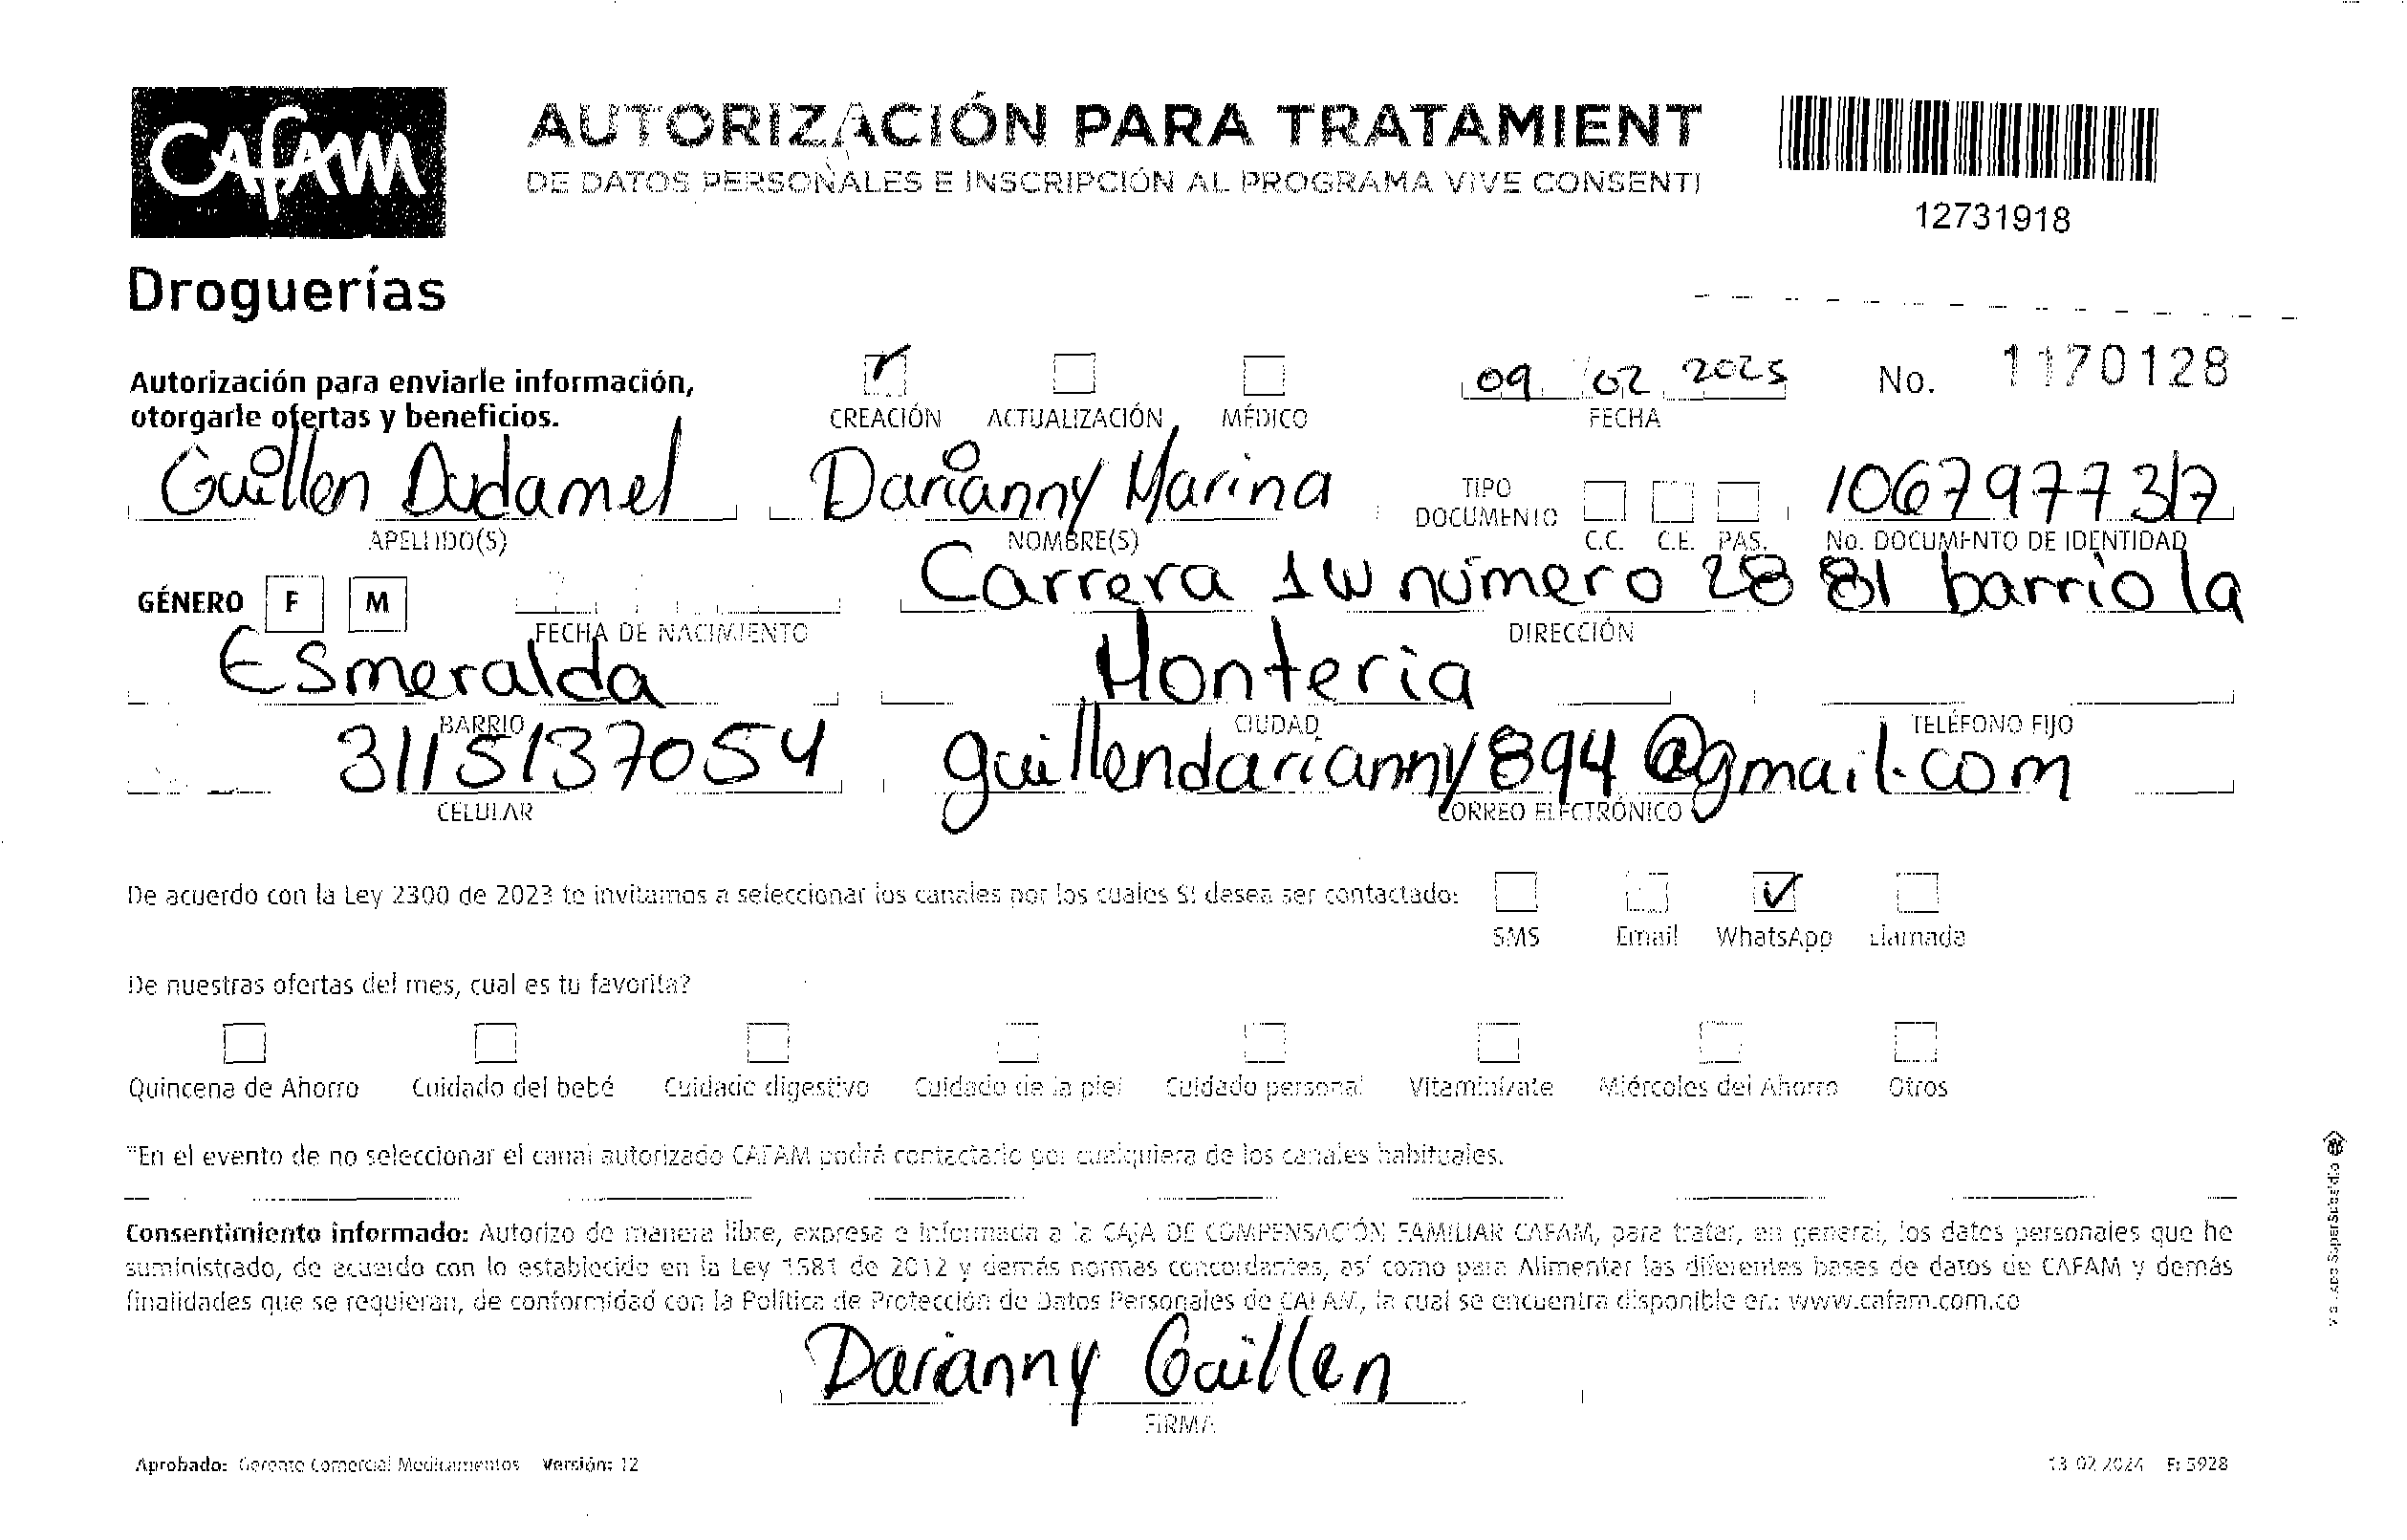 CAfAM
AUTORIZACIÓN PARA TRATAMIENT
DE DATOS PERSONALES E INSCRIPCIÓN AL PROGRAMA VIVE CONSENTI
12731918
Droguerías
Autorización para enviarle información,
otorgarle ofertas y beneficios.
CREACIÓN ACTUALIZACIÓN MÉDICO
09 02 2025
FECHA
No. 1170128
Guillen Dudamel Darianny Marina
APELLIDO(S) NOMBRE(S)
TIPO
DOCUMENTO
C.C. C.E. PAS.
1067977317
No. DOCUMENTO DE IDENTIDAD
GÉNERO F M
FECHA DE NACIMIENTO
Carrera 1W número 28 81 barrio la
DIRECCIÓN
Esmeralda Monteria
BARRIO CIUDAD TELÉFONO FIJO
3115137054 guillendarianny894@gmail.com
CELULAR CORREO ELECTRÓNICO
De acuerdo con la Ley 2300 de 2023 te invitamos a seleccionar los canales por los cuales SI desea ser contactado:
SMS Email WhatsApp Llamada
De nuestras ofertas del mes, cual es tu favorita?
Quincena de Ahorro Cuidado del bebé Cuidado digestivo Cuidado de la piel Cuidado personal Vitamínizate Miércoles del Ahorro Otros
*En el evento de no seleccionar el canal autorizado CAFAM podrá contactarlo por cualquiera de los canales habituales.
Consentimiento informado: Autorizo de manera libre, expresa e informada a la CAJA DE COMPENSACIÓN FAMILIAR CAFAM, para tratar, en general, los datos personales que he
suministrado, de acuerdo con lo establecido en la Ley 1581 de 2012 y demás normas concordantes, así como para Alimentar las diferentes bases de datos de CAFAM y demás
finalidades que se requieran, de conformidad con la Política de Protección de Datos Personales de CAFAM, la cual se encuentra disponible en: www.cafam.com.co
Darianny Guillen
FIRMA
Aprobado: Gerente Comercial Medicamentos Versión: 12
13 02 2024 F: 5928